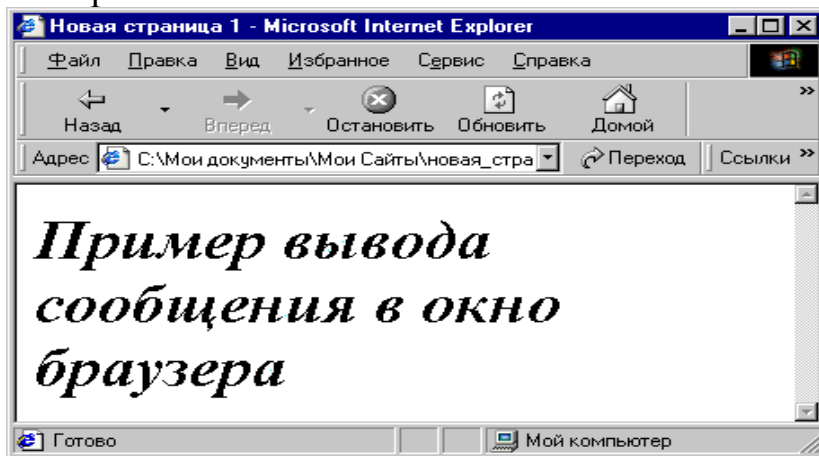 Новая страница 1 - Microsoft Internet Explorer
Файл Правка Вид Избранное Сервис Справка
Назад Вперед Остановить Обновить Домой
Адрес C:\Мои документы\Мои Сайты\новая_стра Переход Ссылки
Пример вывода
сообщения в окно
браузера
Готово Мой компьютер